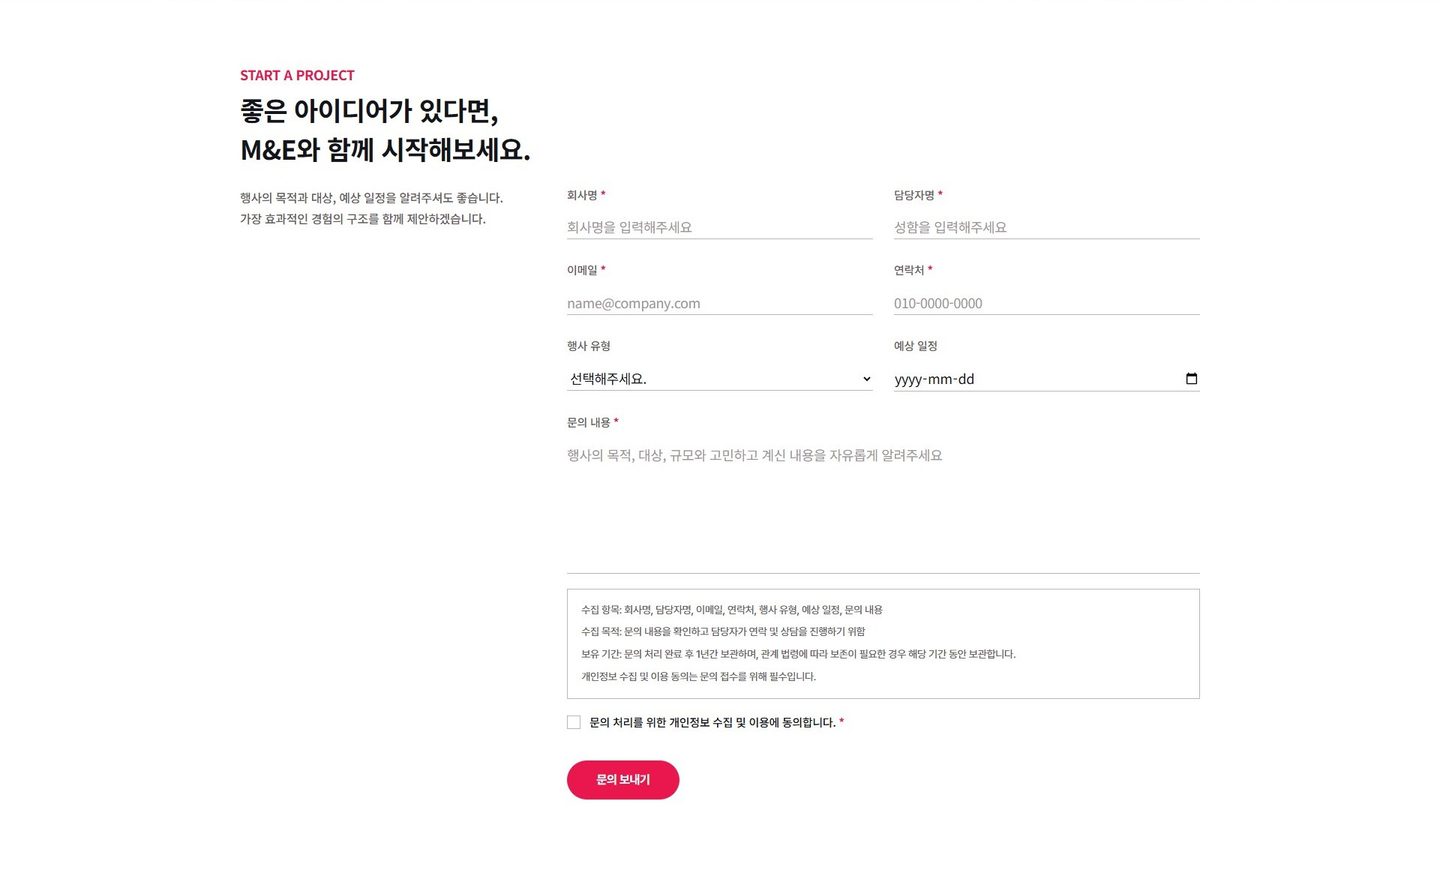 START A PROJECT
좋은 아이디어가 있다면,
M&E와 함께 시작해보세요.
행사의 목적과 대상, 예상 일정을 알려주셔도 좋습니다.
가장 효과적인 경험의 구조를 함께 제안하겠습니다.
회사명 *
담당자명 *
회사명을 입력해주세요
성함을 입력해주세요
이메일 *
연락처 *
name@company.com
010-0000-0000
행사 유형
예상 일정
선택해주세요.
yyyy-mm-dd
문의 내용 *
행사의 목적, 대상, 규모와 고민하고 계신 내용을 자유롭게 알려주세요
수집 항목: 회사명, 담당자명, 이메일, 연락처, 행사 유형, 예상 일정, 문의 내용
수집 목적: 문의 내용을 확인하고 담당자가 연락 및 상담을 진행하기 위함
보유 기간: 문의 처리 완료 후 1년간 보관하며, 관계 법령에 따라 보존이 필요한 경우 해당 기간 동안 보관합니다.
개인정보 수집 및 이용 동의는 문의 접수를 위해 필수입니다.
문의 처리를 위한 개인정보 수집 및 이용에 동의합니다. *
문의 보내기